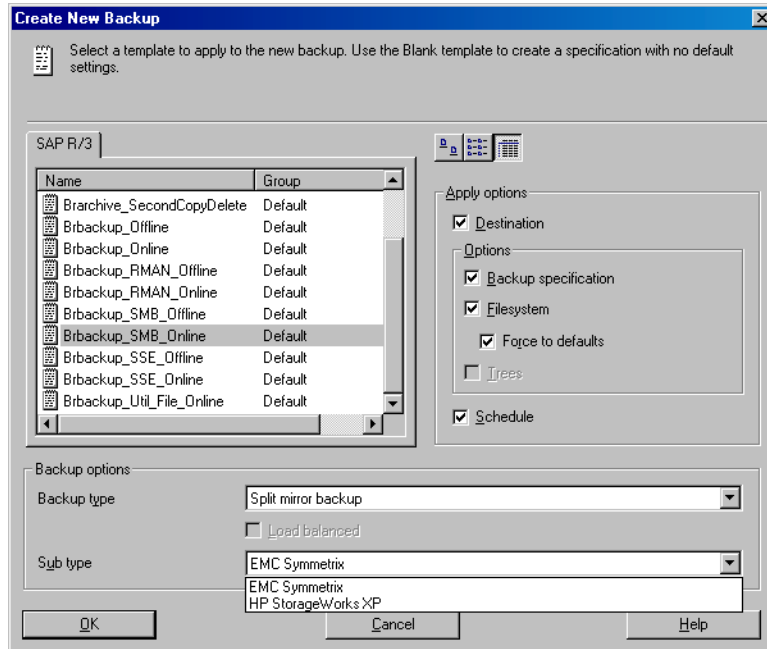 Create New Backup
Select a template to apply to the new backup. Use the Blank template to create a specification with no default
settings.
SAP R/3
Name Group
Brarchive_SecondCopyDelete Default
Brbackup_Offline Default
Brbackup_Online Default
Brbackup_RMAN_Offline Default
Brbackup_RMAN_Online Default
Brbackup_SMB_Offline Default
Brbackup_SMB_Online Default
Brbackup_SSE_Offline Default
Brbackup_SSE_Online Default
Brbackup_Util_File_Online Default
Apply options
Destination
Options
Backup specification
Filesystem
Force to defaults
Trees
Schedule
Backup options
Backup type Split mirror backup
Load balanced
Sub type EMC Symmetrix
EMC Symmetrix
HP StorageWorks XP
OK Cancel Help